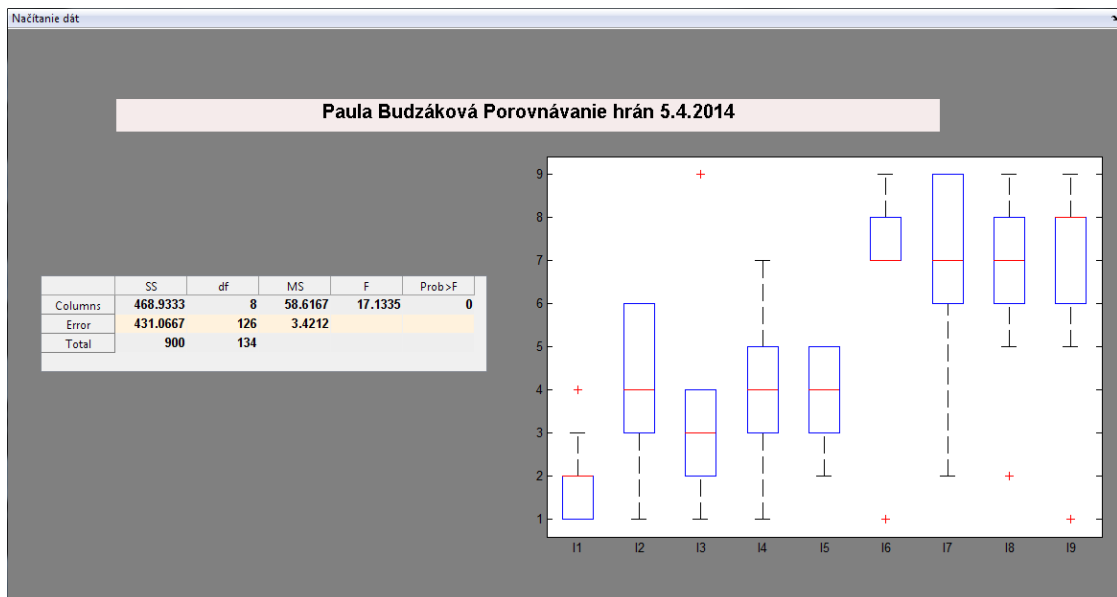 Načítanie dát
Paula Budzáková Porovnávanie hrán 5.4.2014
SS df MS F Prob>F
Columns 468.9333 8 58.6167 17.1335 0
Error 431.0667 126 3.4212
Total 900 134
9
8
7
6
5
4
3
2
1
I1 I2 I3 I4 I5 I6 I7 I8 I9